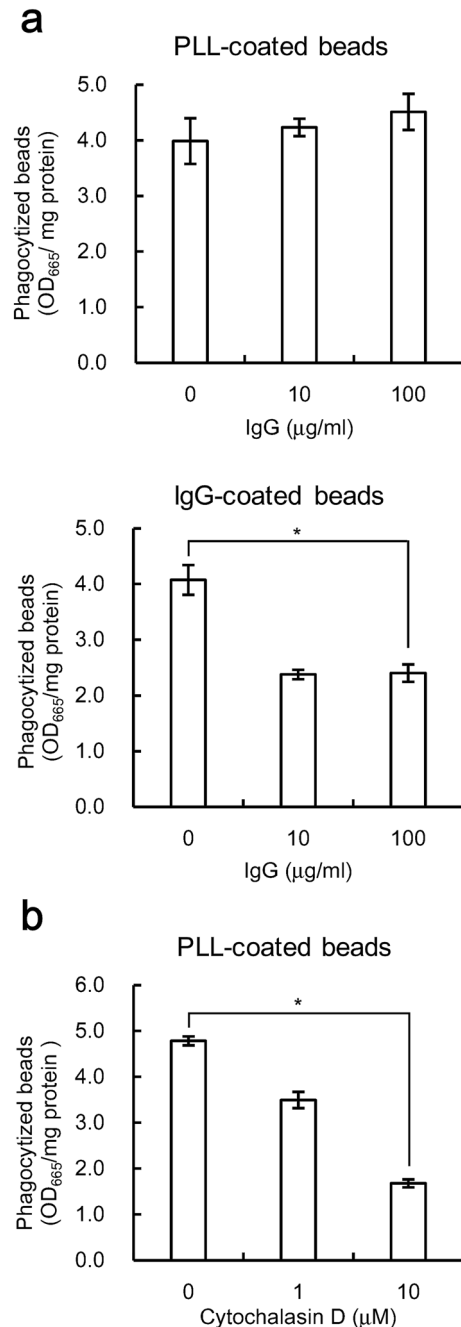 a
PLL-coated beads
Phagocytized beads
(OD₆₆₅/ mg protein)
5.0
4.0
3.0
2.0
1.0
0.0
0 10 100
IgG (μg/ml)
IgG-coated beads
Phagocytized beads
(OD₆₆₅/mg protein)
5.0
4.0
3.0
2.0
1.0
0.0
*
0 10 100
IgG (μg/ml)
b
PLL-coated beads
Phagocytized beads
(OD₆₆₅/mg protein )
6.0
5.0
4.0
3.0
2.0
1.0
0.0
*
0 1 10
Cytochalasin D (μM)